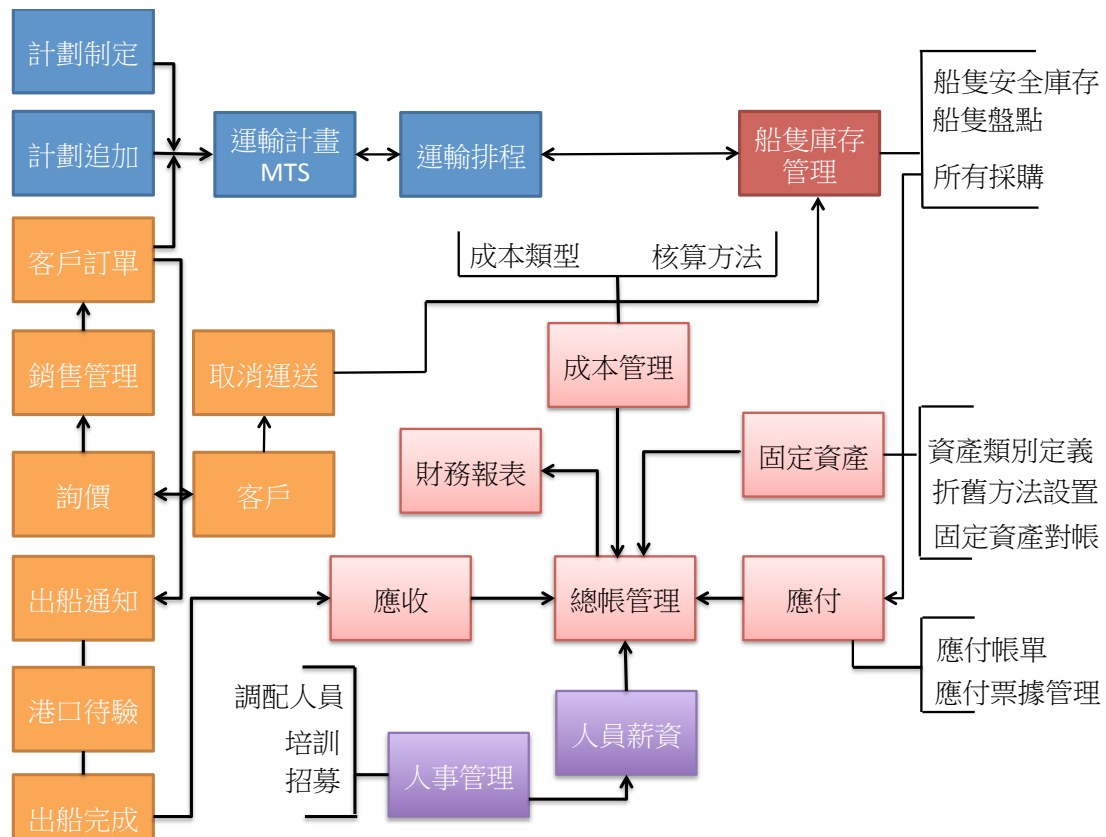 計劃制定
計劃追加
運輸計畫
MTS
運輸排程
船隻庫存
管理
船隻安全庫存
船隻盤點
所有採購
客戶訂單
成本類型
核算方法
銷售管理
取消運送
成本管理
詢價
客戶
財務報表
固定資產
資產類別定義
折舊方法設置
固定資產對帳
出船通知
應收
總帳管理
應付
應付帳單
應付票據管理
港口待驗
調配人員
培訓
招募
人事管理
人員薪資
出船完成